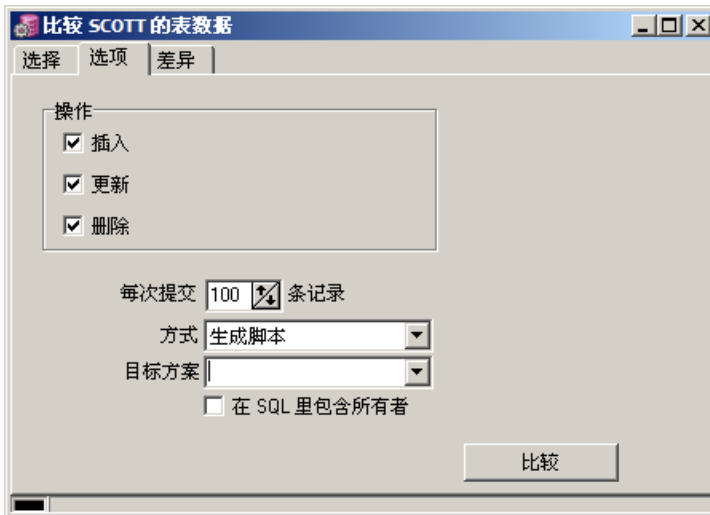 比较 SCOTT 的表数据
选择 选项 差异
操作
插入
更新
删除
每次提交 100 条记录
方式 生成脚本
目标方案
在 SQL 里包含所有者
比较